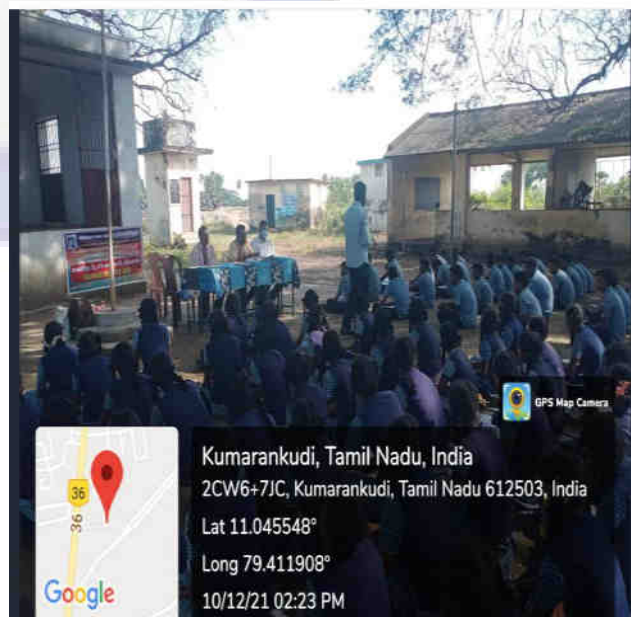 GPS Map Camera
36
36
Google
Kumarankudi, Tamil Nadu, India
2CW6+7JC, Kumarankudi, Tamil Nadu 612503, India
Lat 11.045548°
Long 79.411908°
10/12/21 02:23 PM